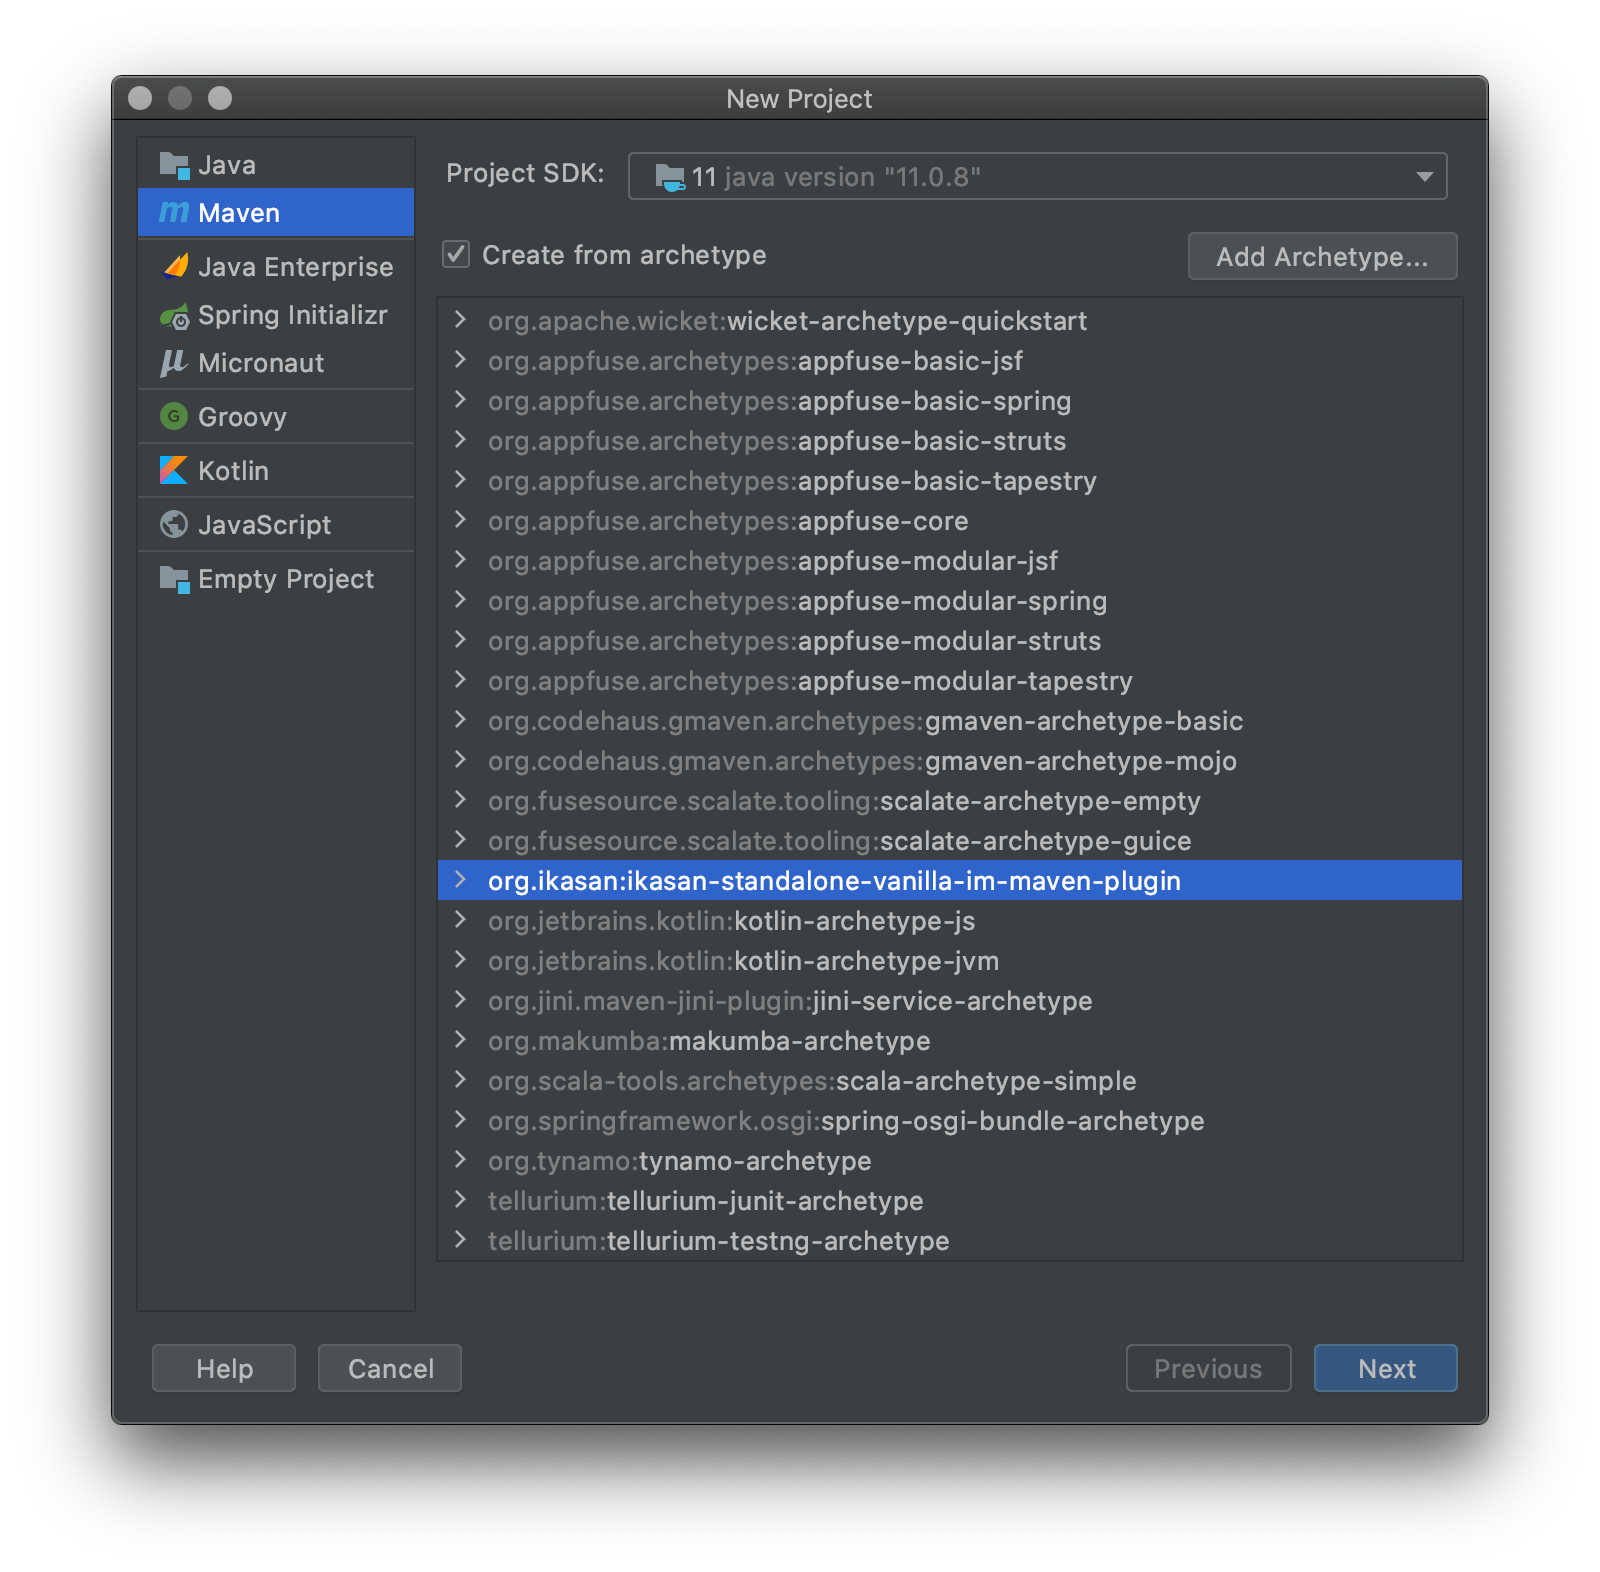 New Project
Java
Maven
Java Enterprise
Spring Initializr
Micronaut
Groovy
Kotlin
JavaScript
Empty Project
Project SDK: 11 java version "11.0.8"
Create from archetype
Add Archetype...
org.apache.wicket:wicket-archetype-quickstart
org.appfuse.archetypes:appfuse-basic-jsf
org.appfuse.archetypes:appfuse-basic-spring
org.appfuse.archetypes:appfuse-basic-struts
org.appfuse.archetypes:appfuse-basic-tapestry
org.appfuse.archetypes:appfuse-core
org.appfuse.archetypes:appfuse-modular-jsf
org.appfuse.archetypes:appfuse-modular-spring
org.appfuse.archetypes:appfuse-modular-struts
org.appfuse.archetypes:appfuse-modular-tapestry
org.codehaus.gmaven.archetypes:gmaven-archetype-basic
org.codehaus.gmaven.archetypes:gmaven-archetype-mojo
org.fusesource.scalate.tooling:scalate-archetype-empty
org.fusesource.scalate.tooling:scalate-archetype-guice
org.ikasan:ikasan-standalone-vanilla-im-maven-plugin
org.jetbrains.kotlin:kotlin-archetype-js
org.jetbrains.kotlin:kotlin-archetype-jvm
org.jini.maven-jini-plugin:jini-service-archetype
org.makumba:makumba-archetype
org.scala-tools.archetypes:scala-archetype-simple
org.springframework.osgi:spring-osgi-bundle-archetype
org.tynamo:tynamo-archetype
tellurium:tellurium-junit-archetype
tellurium:tellurium-testng-archetype
Help
Cancel
Previous
Next